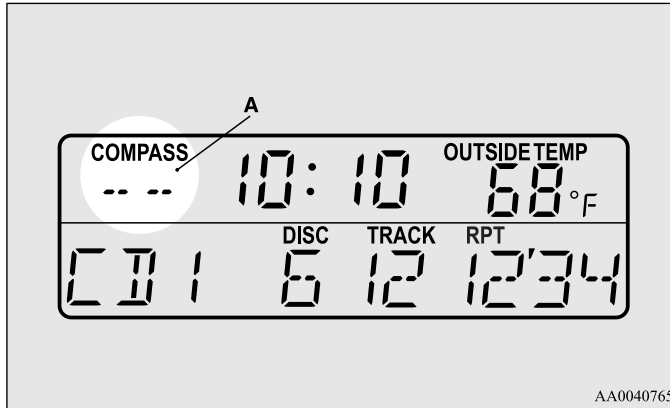 A
COMPASS OUTSIDE TEMP
-- -- 10:10 68°F
DISC TRACK RPT
CD1 6 12 12'34
AA0040765